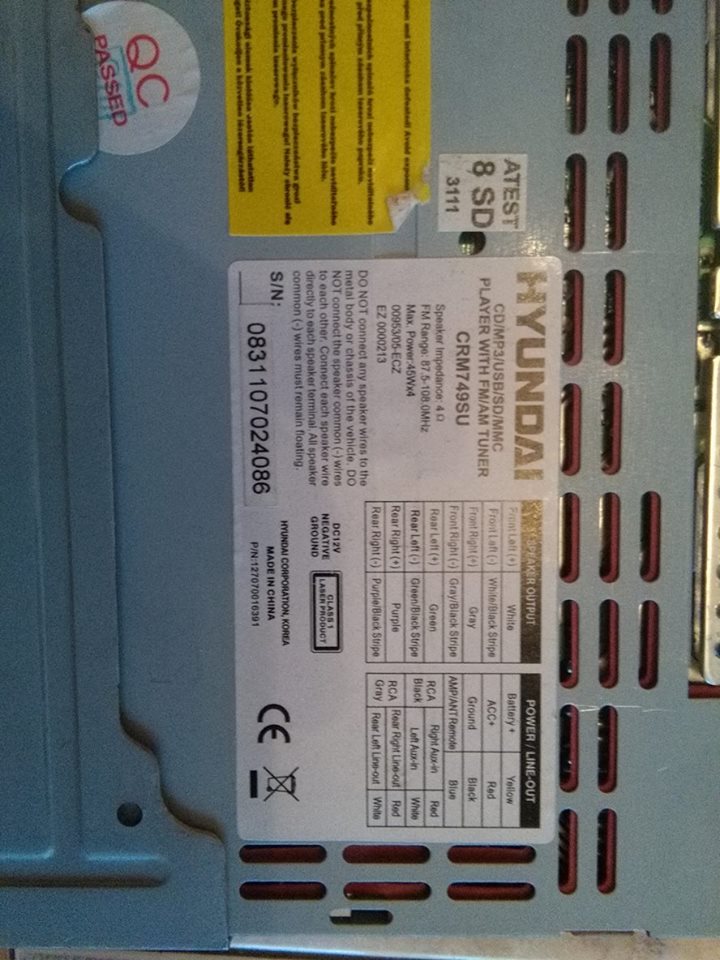 QC
PASSED
ATEST
8 SD
3111
HYUNDAI
CD/MP3/USB/SD/MMC
PLAYER WITH FM/AM TUNER
CRM749SU
Speaker Impedance: 4 Ω
FM Range: 87.5-108.0MHz
Max. Power:45Wx4
00953/05-ECZ
EZ 0000213
DO NOT connect any speaker wires to the
metal body or chassis of the vehicle. DO
NOT connect the speaker common (-) wires
to each other. Connect each speaker wire
directly to each speaker terminal. All speaker
common (-) wires must remain floating.
S/N: 0831107024086
SPEAKER OUTPUT
Front Left (+) White
Front Left (-) White/Black Stripe
Front Right (+) Gray
Front Right (-) Gray/Black Stripe
Rear Left (+) Green
Rear Left (-) Green/Black Stripe
Rear Right (+) Purple
Rear Right (-) Purple/Black Stripe
POWER / LINE-OUT
Battery + Yellow
ACC+ Red
Ground Black
AMP/ANT Remote Blue
RCA Black Right Aux-in Red
Left Aux-in White
RCA Gray Rear Right Line-out Red
Rear Left Line-out White
DC12V
NEGATIVE
GROUND
CLASS 1
LASER PRODUCT
HYUNDAI CORPORATION, KOREA
MADE IN CHINA
P/N:127070016391
CE